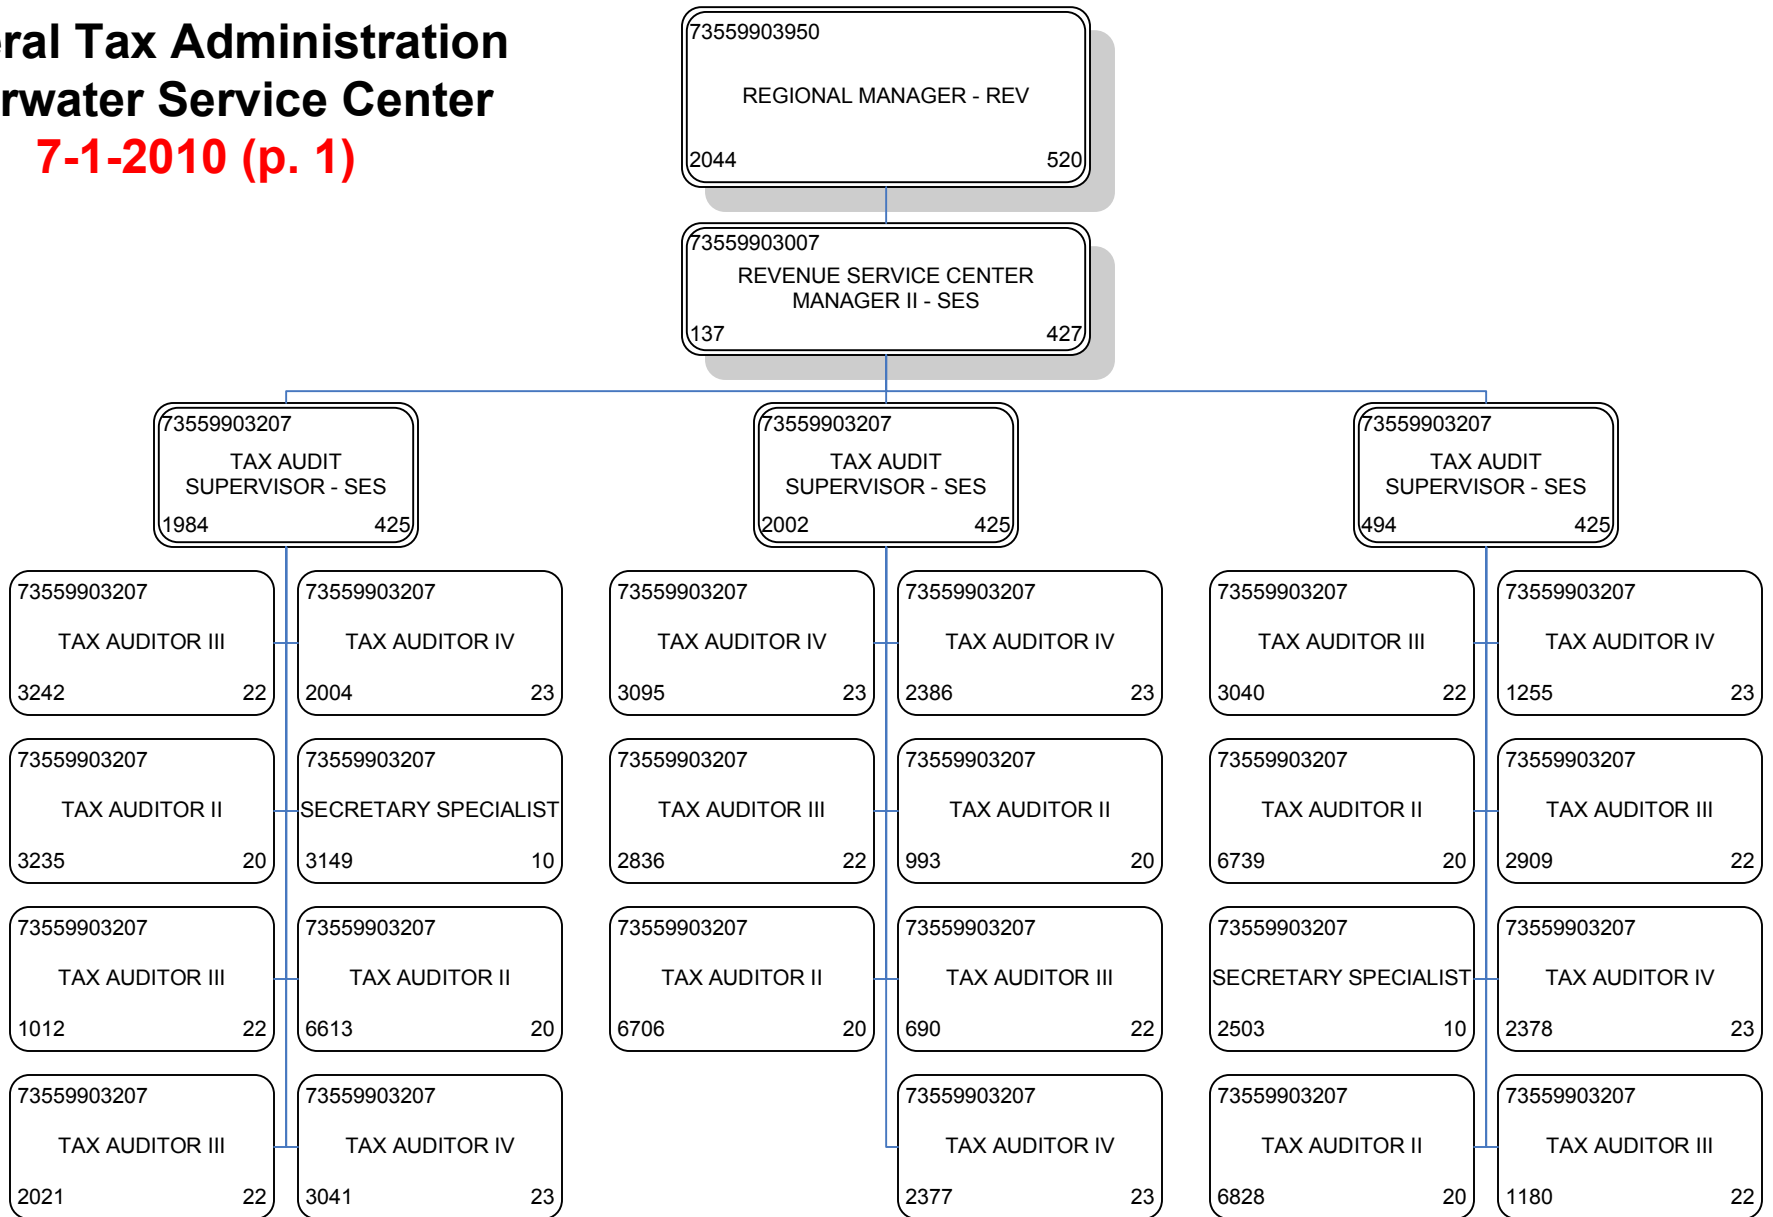 eral Tax Administration
rwater Service Center
7-1-2010 (p. 1)
73559903950
REGIONAL MANAGER - REV
2044 520
73559903007
REVENUE SERVICE CENTER
MANAGER II - SES
137 427
73559903207
TAX AUDIT
SUPERVISOR - SES
1984 425
73559903207
TAX AUDIT
SUPERVISOR - SES
2002 425
73559903207
TAX AUDIT
SUPERVISOR - SES
494 425
73559903207
TAX AUDITOR III
3242 22
73559903207
TAX AUDITOR IV
2004 23
73559903207
TAX AUDITOR IV
3095 23
73559903207
TAX AUDITOR IV
2386 23
73559903207
TAX AUDITOR III
3040 22
73559903207
TAX AUDITOR IV
1255 23
73559903207
TAX AUDITOR II
3235 20
73559903207
SECRETARY SPECIALIST
3149 10
73559903207
TAX AUDITOR III
2836 22
73559903207
TAX AUDITOR II
993 20
73559903207
TAX AUDITOR II
6739 20
73559903207
TAX AUDITOR III
2909 22
73559903207
TAX AUDITOR III
1012 22
73559903207
TAX AUDITOR II
6613 20
73559903207
TAX AUDITOR II
6706 20
73559903207
TAX AUDITOR III
690 22
73559903207
SECRETARY SPECIALIST
2503 10
73559903207
TAX AUDITOR IV
2378 23
73559903207
TAX AUDITOR III
2021 22
73559903207
TAX AUDITOR IV
3041 23
73559903207
TAX AUDITOR IV
2377 23
73559903207
TAX AUDITOR II
6828 20
73559903207
TAX AUDITOR III
1180 22